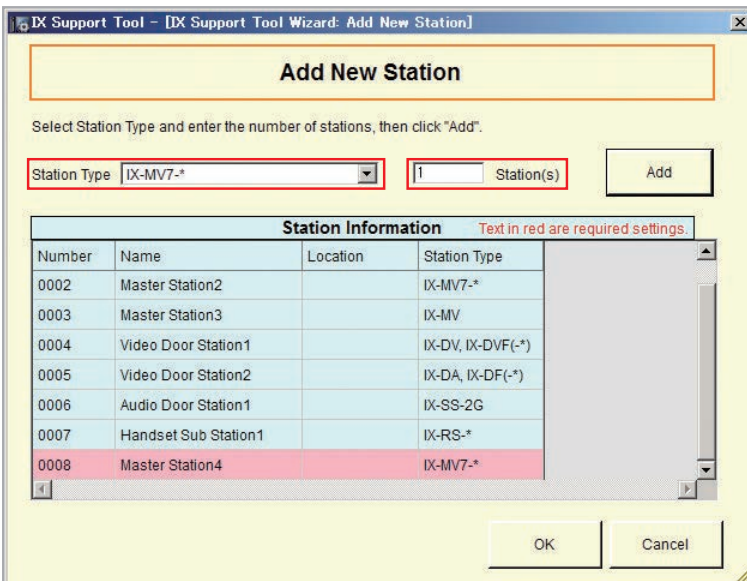 IX Support Tool - [IX Support Tool Wizard: Add New Station]
Add New Station
Select Station Type and enter the number of stations, then click "Add".
Station Type IX-MV7-* 1 Station(s) Add
Station Information Text in red are required settings.
Number Name Location Station Type
0002 Master Station2 IX-MV7-*
0003 Master Station3 IX-MV
0004 Video Door Station1 IX-DV, IX-DVF(-*)
0005 Video Door Station2 IX-DA, IX-DF(-*)
0006 Audio Door Station1 IX-SS-2G
0007 Handset Sub Station1 IX-RS-*
0008 Master Station4 IX-MV7-*
OK Cancel